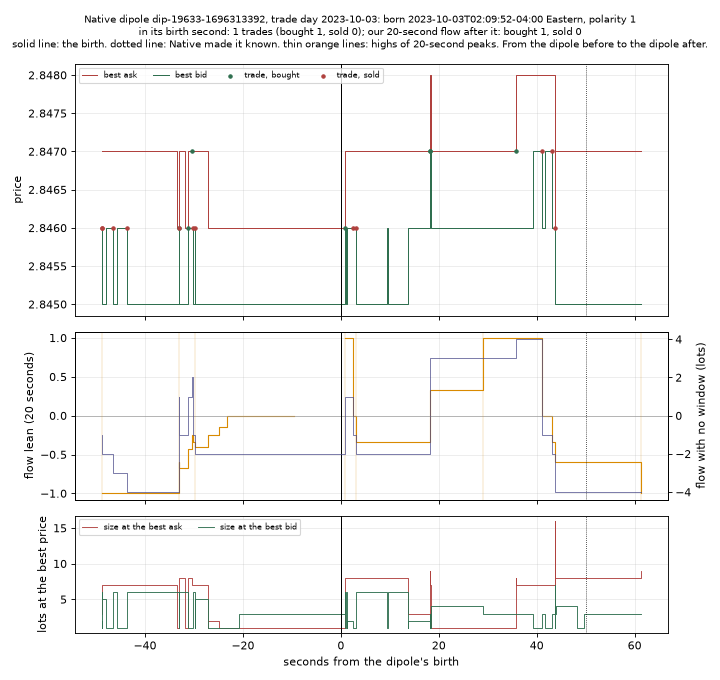 Native dipole dip-19633-1696313392, trade day 2023-10-03: born 2023-10-03T02:09:52-04:00 Eastern, polarity 1
in its birth second: 1 trades (bought 1, sold 0); our 20-second flow after it: bought 1, sold 0
solid line: the birth. dotted line: Native made it known. thin orange lines: highs of 20-second peaks. From the dipole before to the dipole after.
best ask
best bid
trade, bought
trade, sold
2.8480
2.8475
2.8470
2.8465
2.8460
2.8455
2.8450
price
1.0
0.5
0.0
−0.5
−1.0
flow lean (20 seconds)
4
2
0
−2
−4
flow with no window (lots)
size at the best ask
size at the best bid
15
10
5
lots at the best price
−40
−20
0
20
40
60
seconds from the dipole's birth